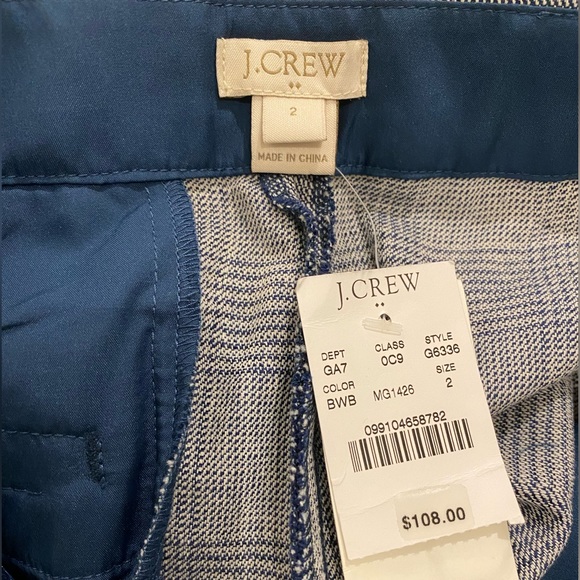 J.CREW
2
MADE IN CHINA
J.CREW
DEPT CLASS STYLE
GA7 0C9 G6336
COLOR SIZE
BWB MG1426 2
099104658782
$108.00